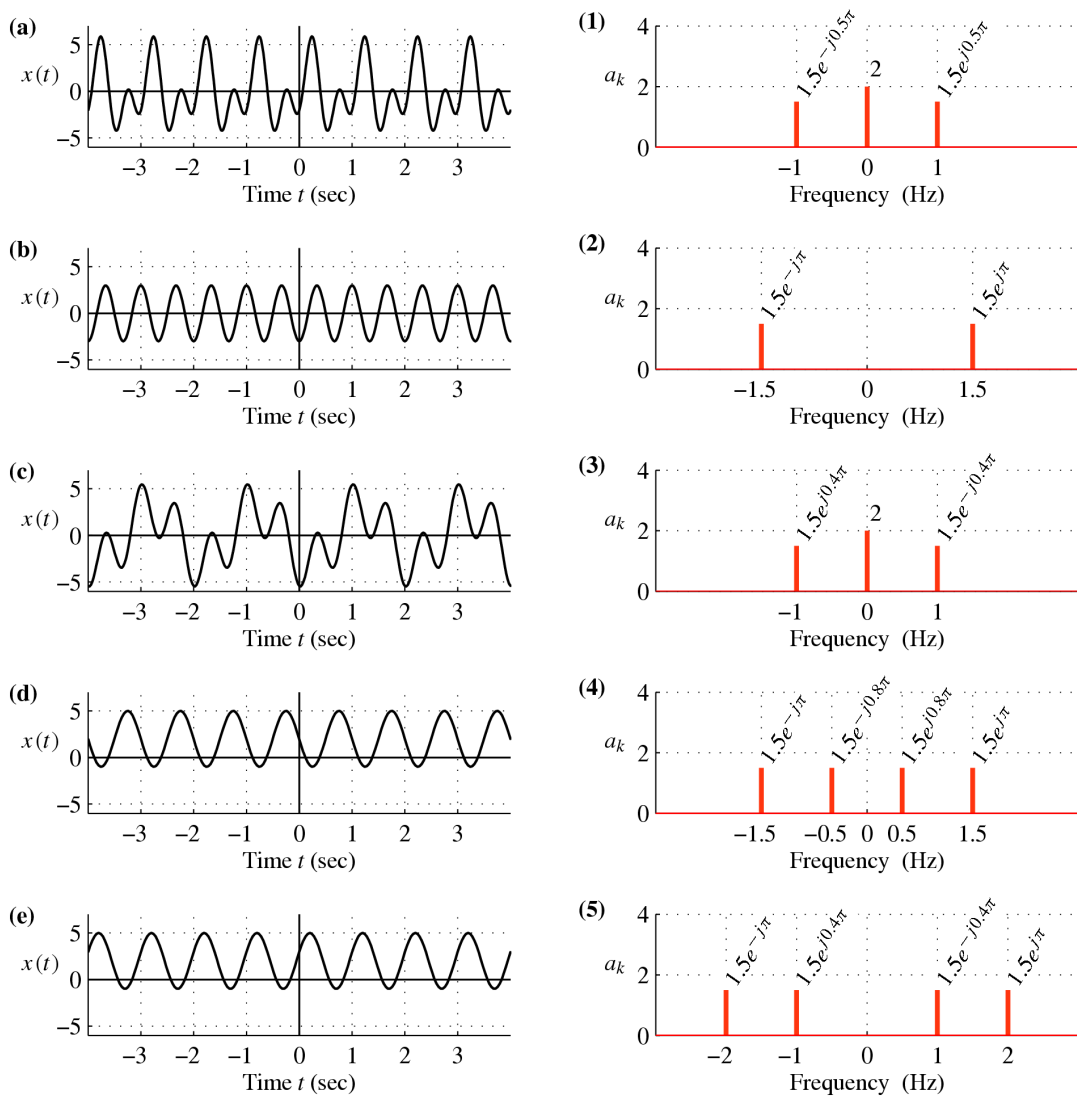 (a)
x(t)
5
0
−5
−3 −2 −1 0 1 2 3
Time t (sec)
(1)
a_k
4
2
0
1.5e^{−j0.5π}
2
1.5e^{j0.5π}
−1 0 1
Frequency (Hz)
(b)
x(t)
5
0
−5
−3 −2 −1 0 1 2 3
Time t (sec)
(2)
a_k
4
2
0
1.5e^{−jπ}
1.5e^{jπ}
−1.5 0 1.5
Frequency (Hz)
(c)
x(t)
5
0
−5
−3 −2 −1 0 1 2 3
Time t (sec)
(3)
a_k
4
2
0
1.5e^{j0.4π}
2
1.5e^{−j0.4π}
−1 0 1
Frequency (Hz)
(d)
x(t)
5
0
−5
−3 −2 −1 0 1 2 3
Time t (sec)
(4)
a_k
4
2
0
1.5e^{−jπ}
1.5e^{−j0.8π}
1.5e^{j0.8π}
1.5e^{jπ}
−1.5 −0.5 0 0.5 1.5
Frequency (Hz)
(e)
x(t)
5
0
−5
−3 −2 −1 0 1 2 3
Time t (sec)
(5)
a_k
4
2
0
1.5e^{−jπ}
1.5e^{j0.4π}
1.5e^{−j0.4π}
1.5e^{jπ}
−2 −1 0 1 2
Frequency (Hz)